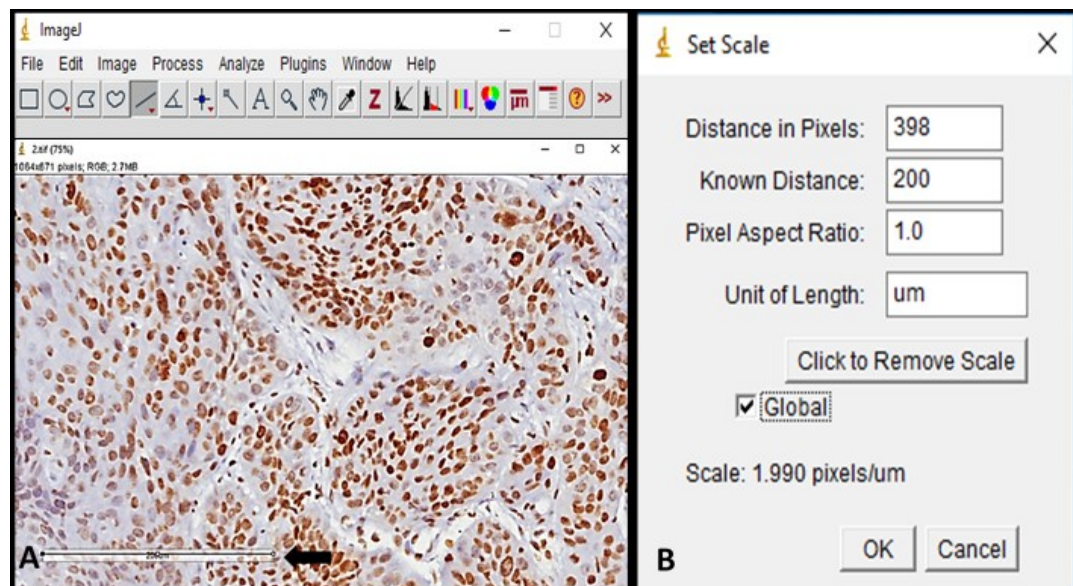 ImageJ
File Edit Image Process Analyze Plugins Window Help
2.tif (75%)
1064x671 pixels; RGB; 2.7MB
A
Set Scale
Distance in Pixels: 398
Known Distance: 200
Pixel Aspect Ratio: 1.0
Unit of Length: um
Click to Remove Scale
Global
Scale: 1.990 pixels/um
B
OK Cancel